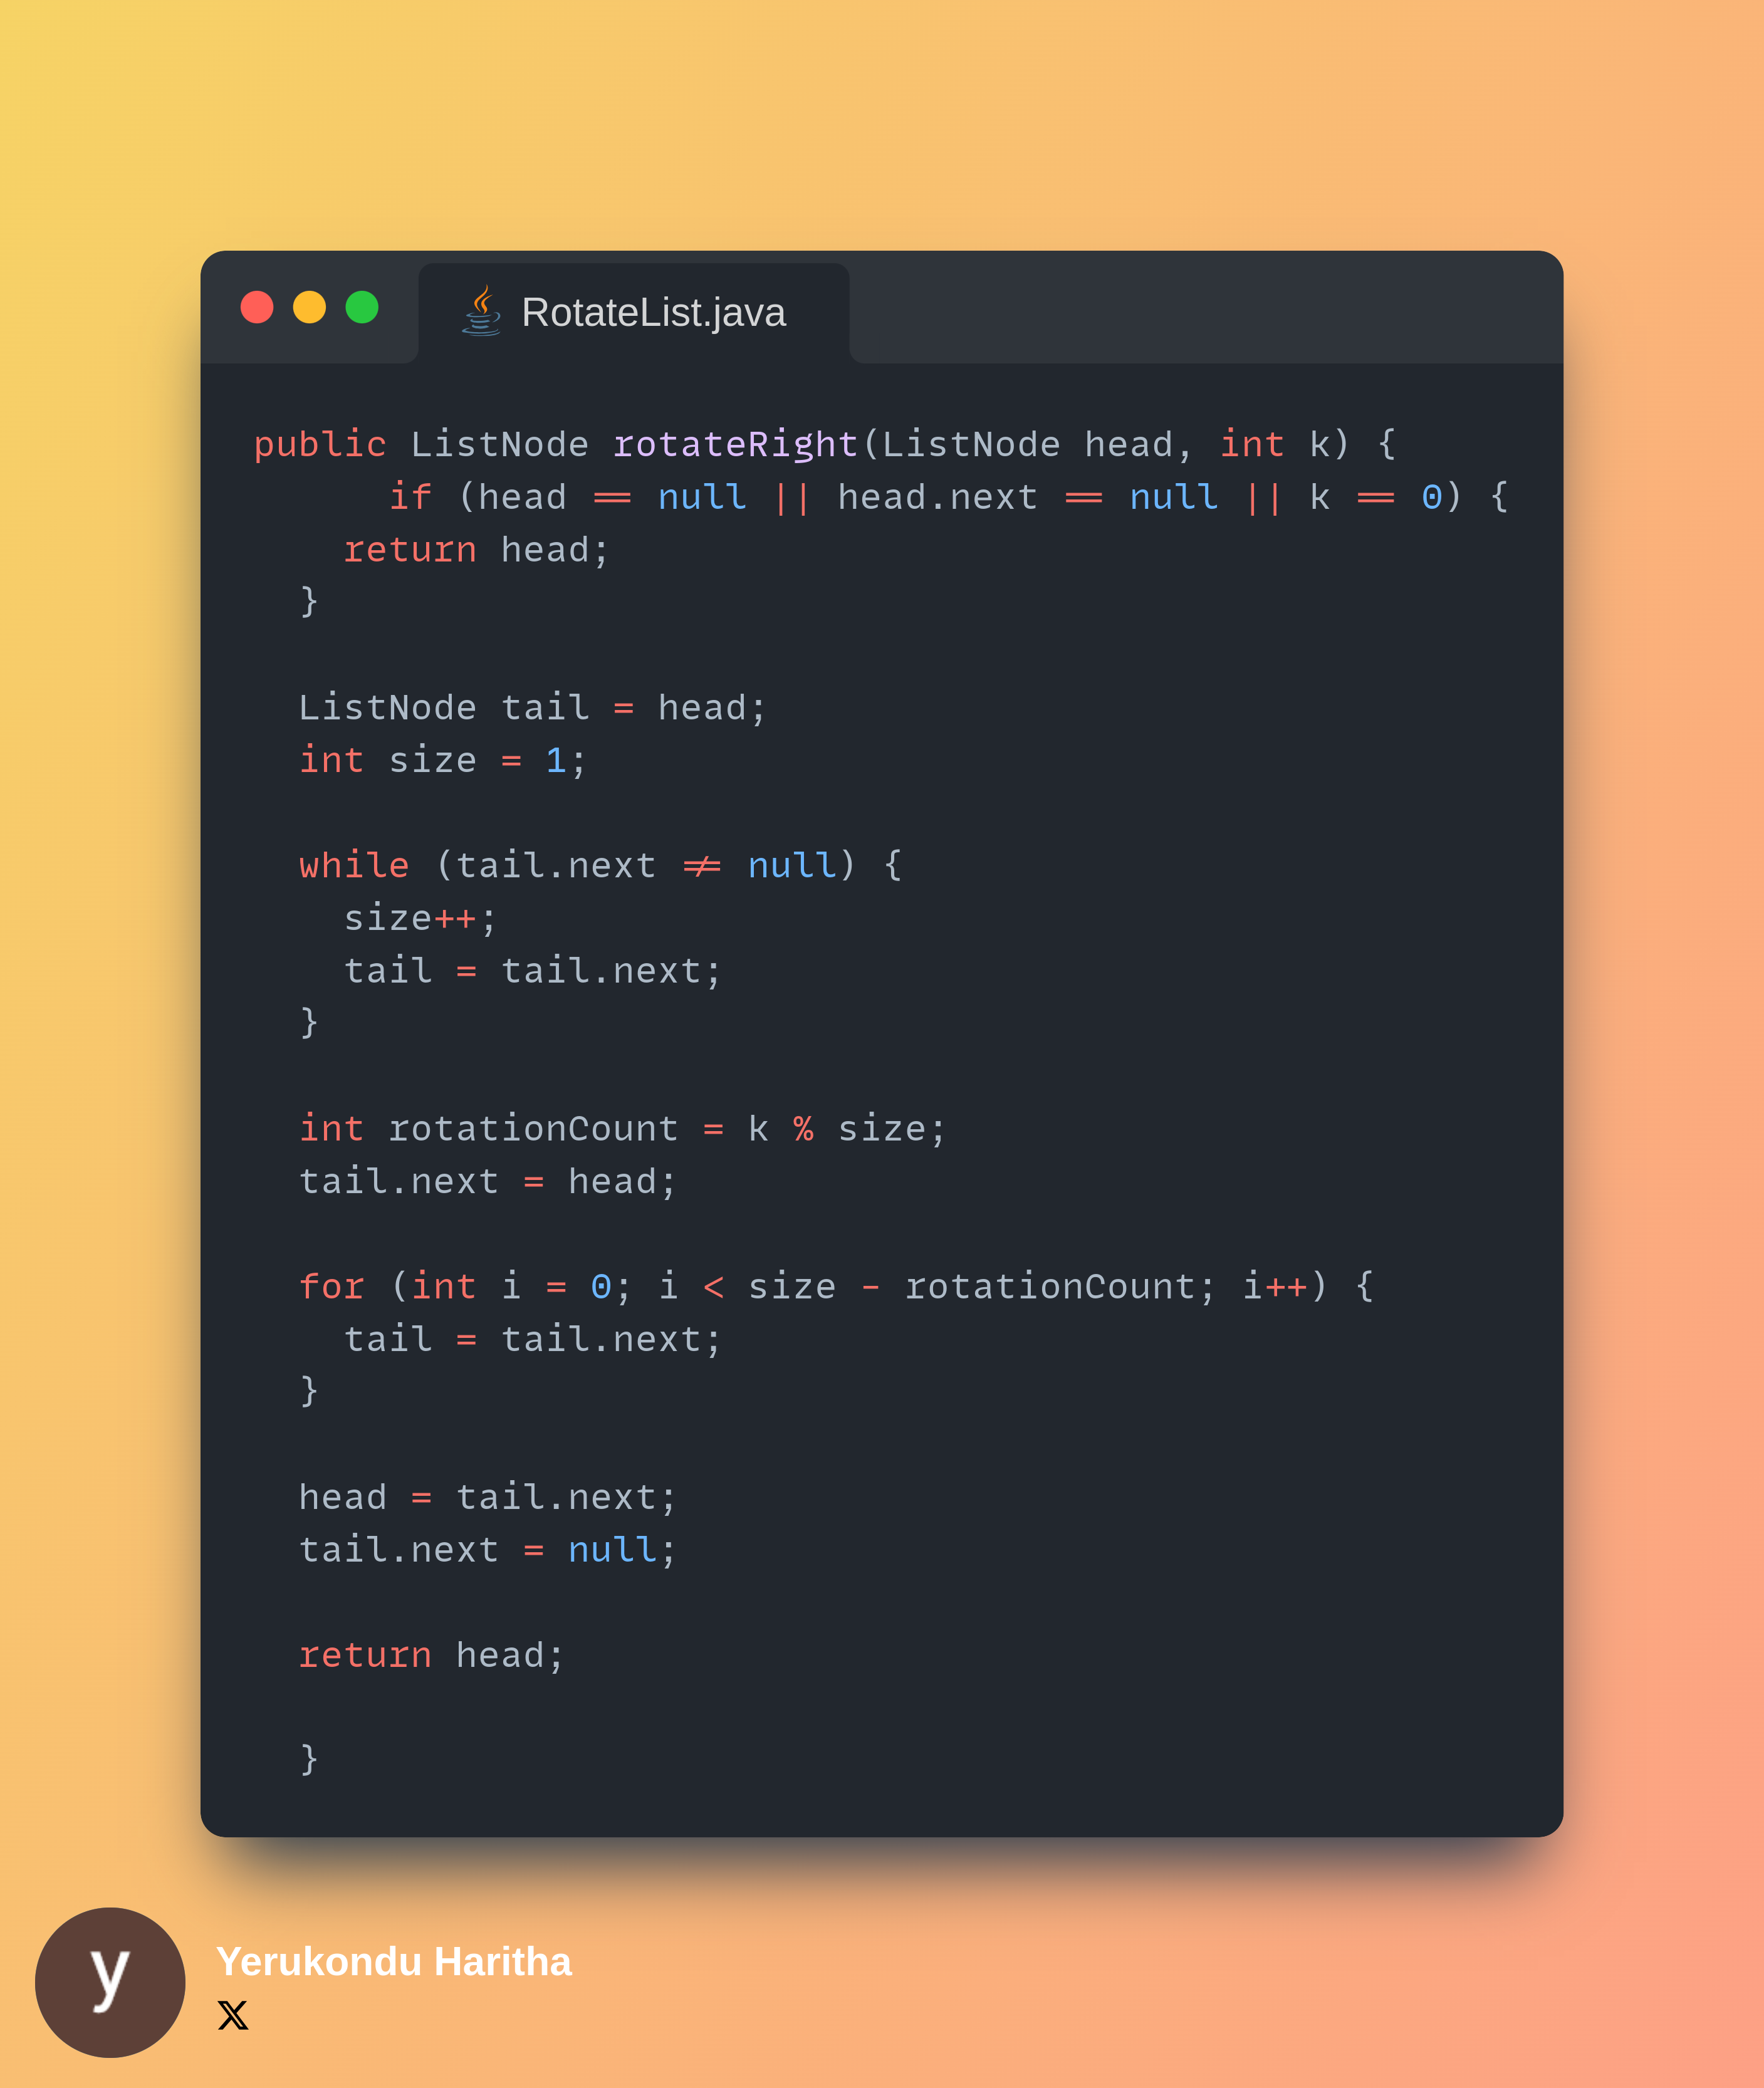 RotateList.java
public ListNode rotateRight(ListNode head, int k) {
      if (head == null || head.next == null || k == 0) {
    return head;
  }

  ListNode tail = head;
  int size = 1;

  while (tail.next != null) {
    size++;
    tail = tail.next;
  }

  int rotationCount = k % size;
  tail.next = head;

  for (int i = 0; i < size - rotationCount; i++) {
    tail = tail.next;
  }

  head = tail.next;
  tail.next = null;

  return head;

  }
y
Yerukondu Haritha
𝕏